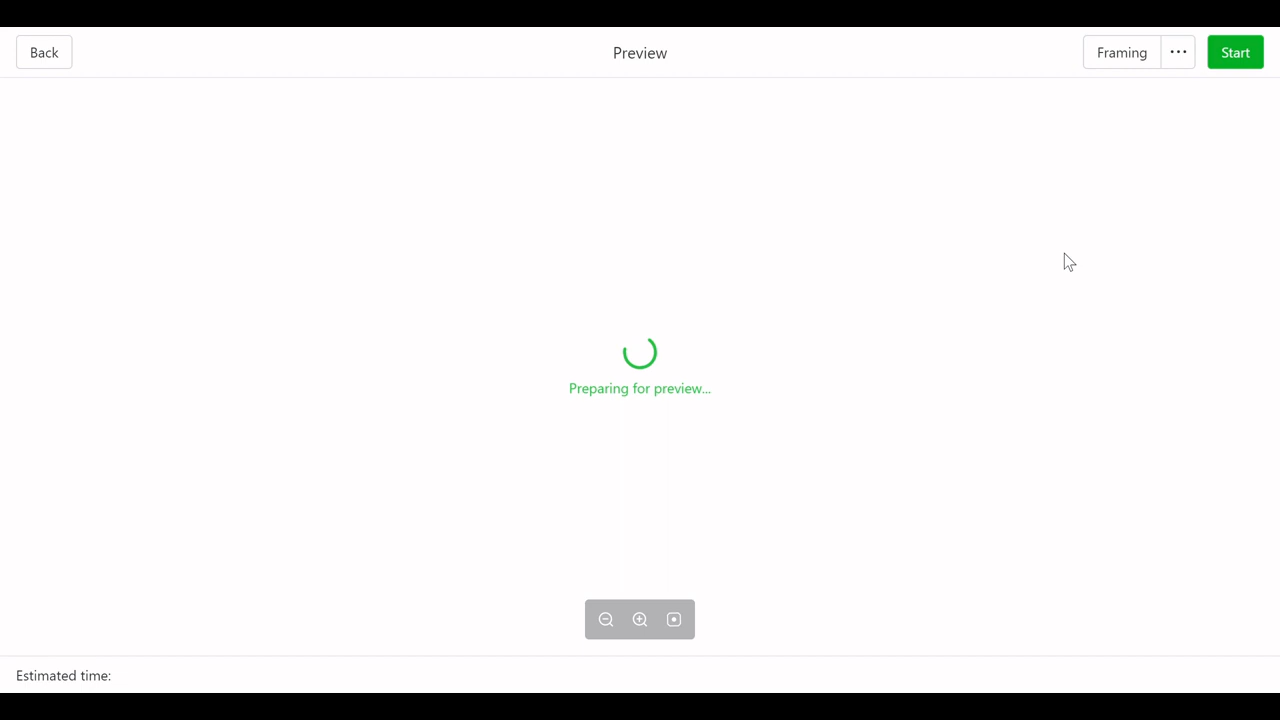 Back
Preview
Framing
Start
Preparing for preview...
Estimated time: